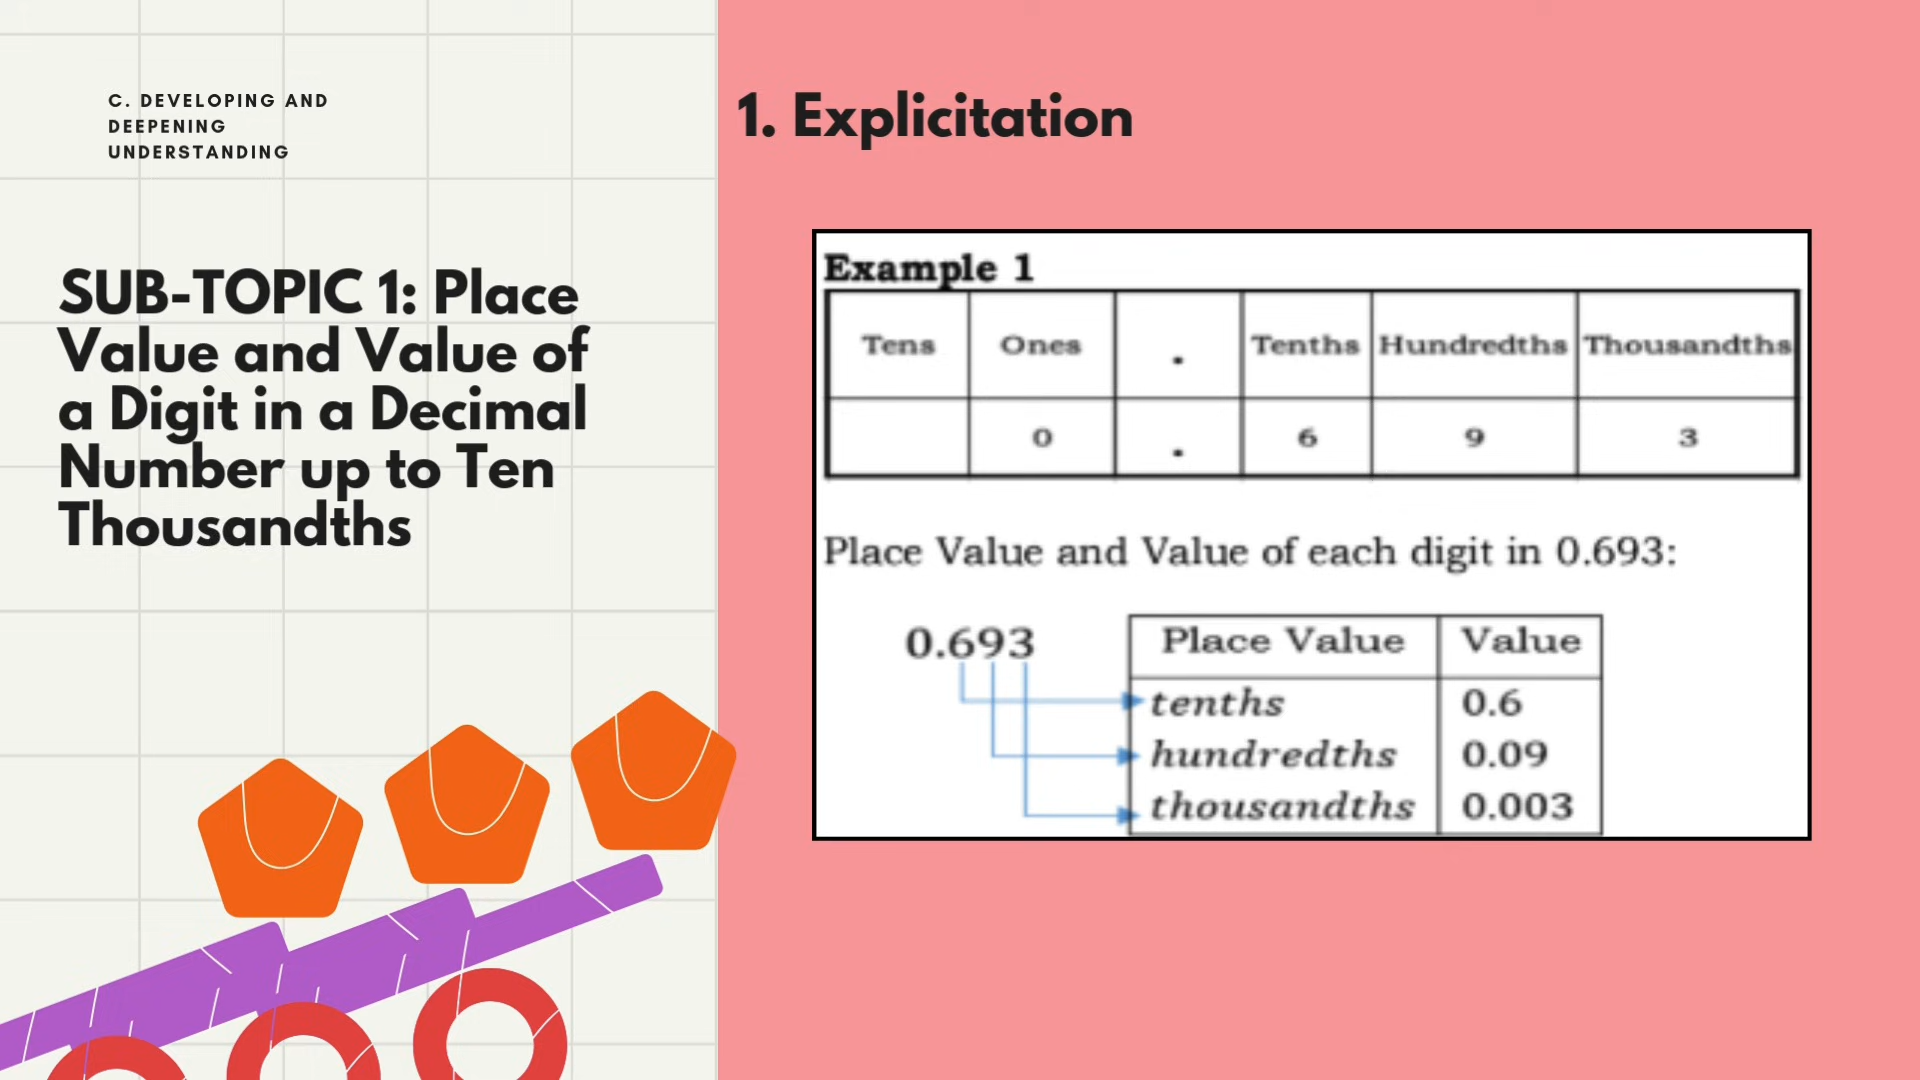 C. DEVELOPING AND
DEEPENING
UNDERSTANDING
SUB-TOPIC 1: Place
Value and Value of
a Digit in a Decimal
Number up to Ten
Thousandths
1. Explicitation
Example 1
Tens Ones . Tenths Hundredths Thousandths
0 . 6 9 3
Place Value and Value of each digit in 0.693:
0.693 Place Value Value
tenths 0.6
hundredths 0.09
thousandths 0.003